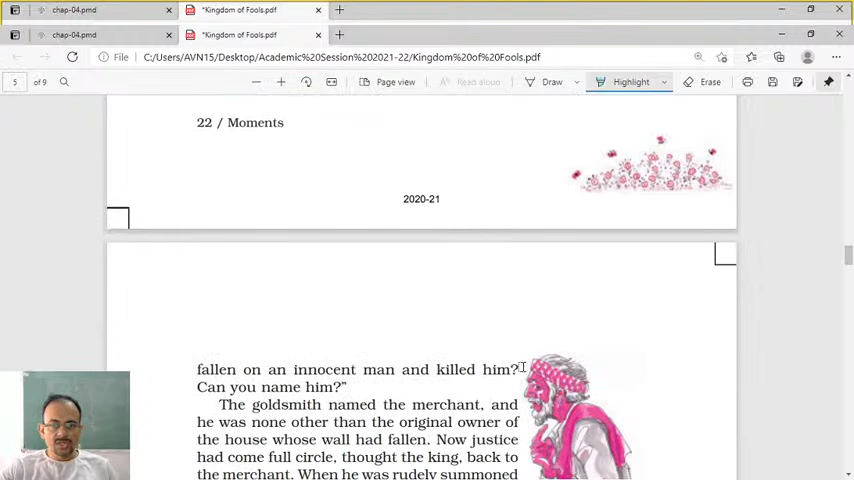 chap-04.pmd
*Kingdom of Fools.pdf
chap-04.pmd
*Kingdom of Fools.pdf
File
C:/Users/AVN15/Desktop/Academic%20Session%202021-22/Kingdom%20of%20Fools.pdf
5 of 9
Page view
Read aloud
Draw
Highlight
Erase
22 / Moments
2020-21
fallen on an innocent man and killed him?
Can you name him?"
The goldsmith named the merchant, and
he was none other than the original owner of
the house whose wall had fallen. Now justice
had come full circle, thought the king, back to
the merchant. When he was rudely summoned